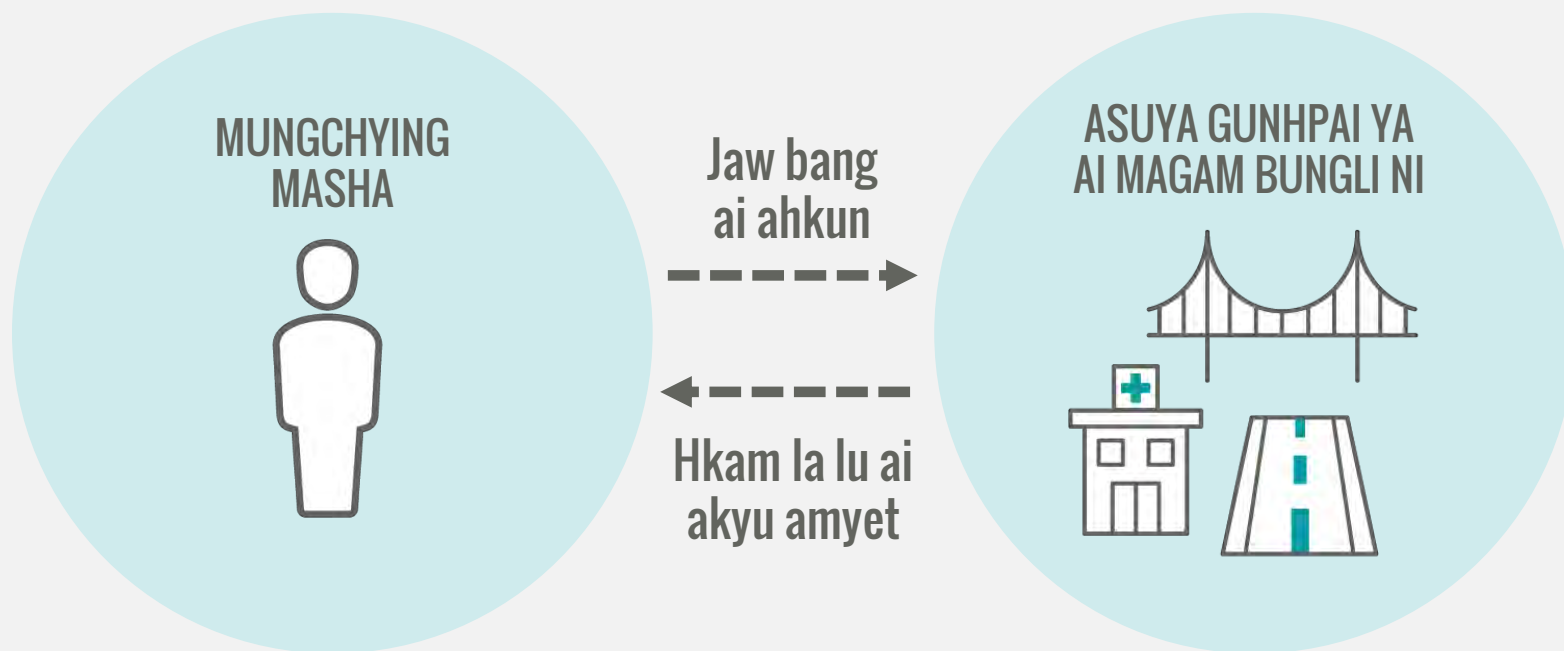 MUNGCHYING
MASHA
Jaw bang
ai ahkun
Hkam la lu ai
akyu amyet
ASUYA GUNHPAI YA
AI MAGAM BUNGLI NI